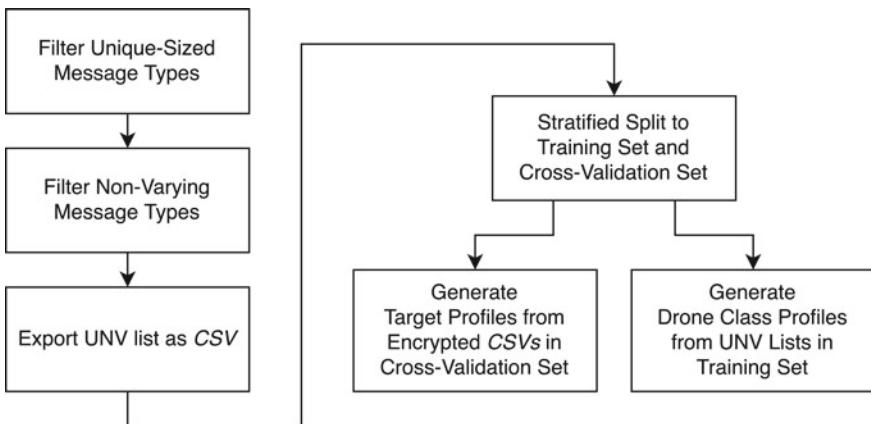 Filter Unique-Sized
Message Types
Filter Non-Varying
Message Types
Export UNV list as CSV
Stratified Split to
Training Set and
Cross-Validation Set
Generate
Target Profiles from
Encrypted CSVs in
Cross-Validation Set
Generate
Drone Class Profiles
from UNV Lists in
Training Set